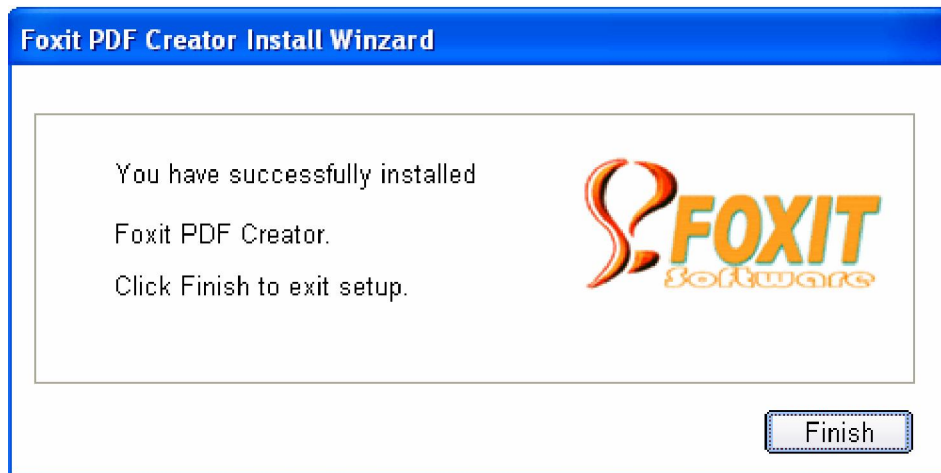 Foxit PDF Creator Install Winzard
You have successfully installed
Foxit PDF Creator.
Click Finish to exit setup.
FOXIT
Software
Finish